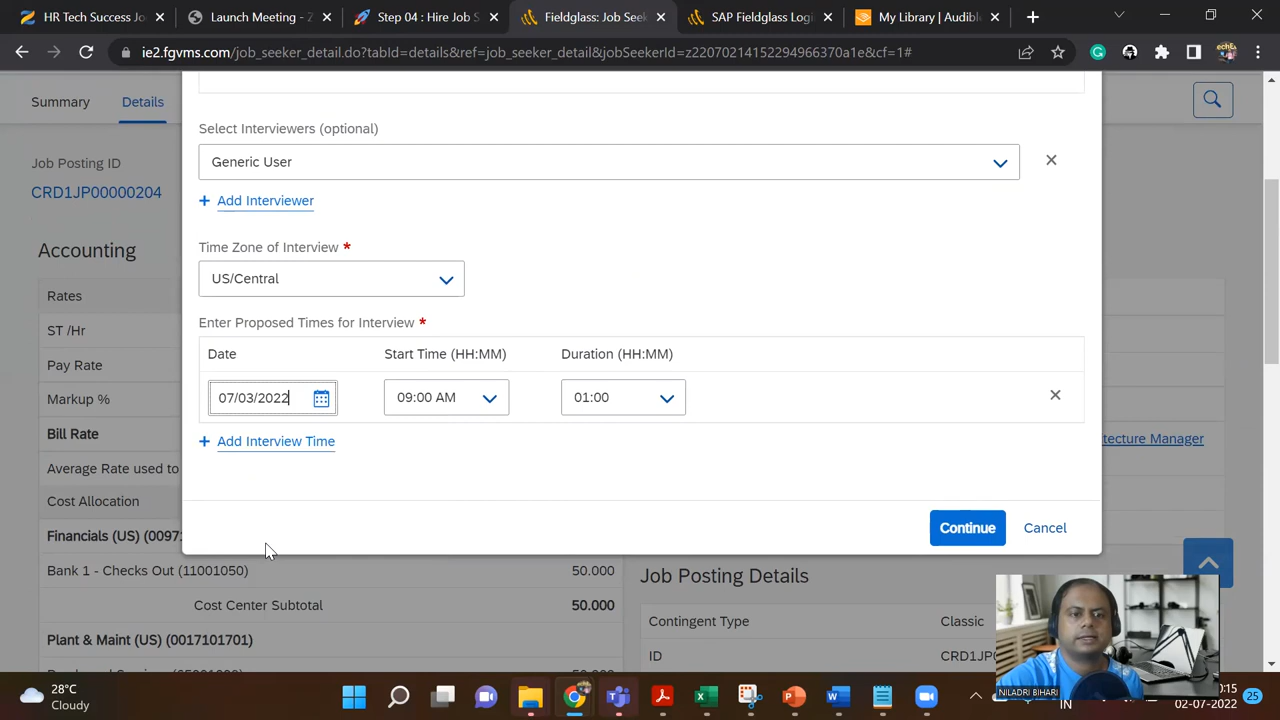 HR Tech Success Jo
Launch Meeting - Z
Step 04 : Hire Job S
Fieldglass: Job Seek
SAP Fieldglass Logi
My Library | Audible
ie2.fgvms.com/job_seeker_detail.do?tabId=details&ref=job_seeker_detail&jobSeekerId=z22070214152294966370a1e&cf=1#
Summary
Details
Job Posting ID
CRD1JP00000204
Accounting
Rates
ST /Hr
Pay Rate
Markup %
Bill Rate
Average Rate used to
Cost Allocation
Financials (US) (0097
Bank 1 - Checks Out (11001050)
50.000
Cost Center Subtotal
50.000
Plant & Maint (US) (0017101701)
Select Interviewers (optional)
Generic User
+ Add Interviewer
Time Zone of Interview *
US/Central
Enter Proposed Times for Interview *
Date
Start Time (HH:MM)
Duration (HH:MM)
07/03/2022
09:00 AM
01:00
+ Add Interview Time
Continue
Cancel
tecture Manager
Job Posting Details
Contingent Type
Classic
ID
CRD1JP
NILADRI BIHARI
28°C
Cloudy
IN
0:15
02-07-2022
25